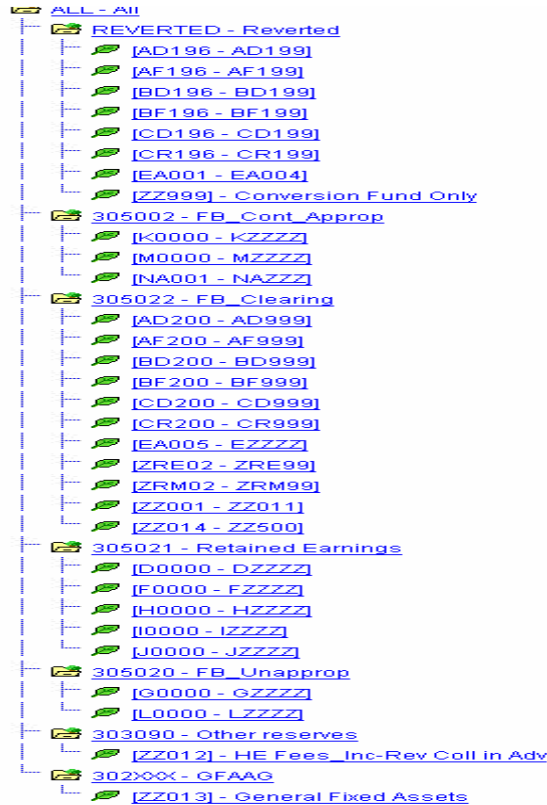 ALL - All
REVERTED - Reverted
[AD196 - AD199]
[AF196 - AF199]
[BD196 - BD199]
[BF196 - BF199]
[CD196 - CD199]
[CR196 - CR199]
[EA001 - EA004]
[ZZ999] - Conversion Fund Only
305002 - FB_Cont_Approp
[K0000 - KZZZZ]
[M0000 - MZZZZ]
[NA001 - NAZZZ]
305022 - FB_Clearing
[AD200 - AD999]
[AF200 - AF999]
[BD200 - BD999]
[BF200 - BF999]
[CD200 - CD999]
[CR200 - CR999]
[EA005 - EZZZZ]
[ZRE02 - ZRE99]
[ZRM02 - ZRM99]
[ZZ001 - ZZ011]
[ZZ014 - ZZ500]
305021 - Retained Earnings
[D0000 - DZZZZ]
[F0000 - FZZZZ]
[H0000 - HZZZZ]
[I0000 - IZZZZ]
[J0000 - JZZZZ]
305020 - FB_Unapprop
[G0000 - GZZZZ]
[L0000 - LZZZZ]
303090 - Other reserves
[ZZ012] - HE Fees_Inc-Rev Coll in Adv
302XXX - GFAAG
[ZZ013] - General Fixed Assets